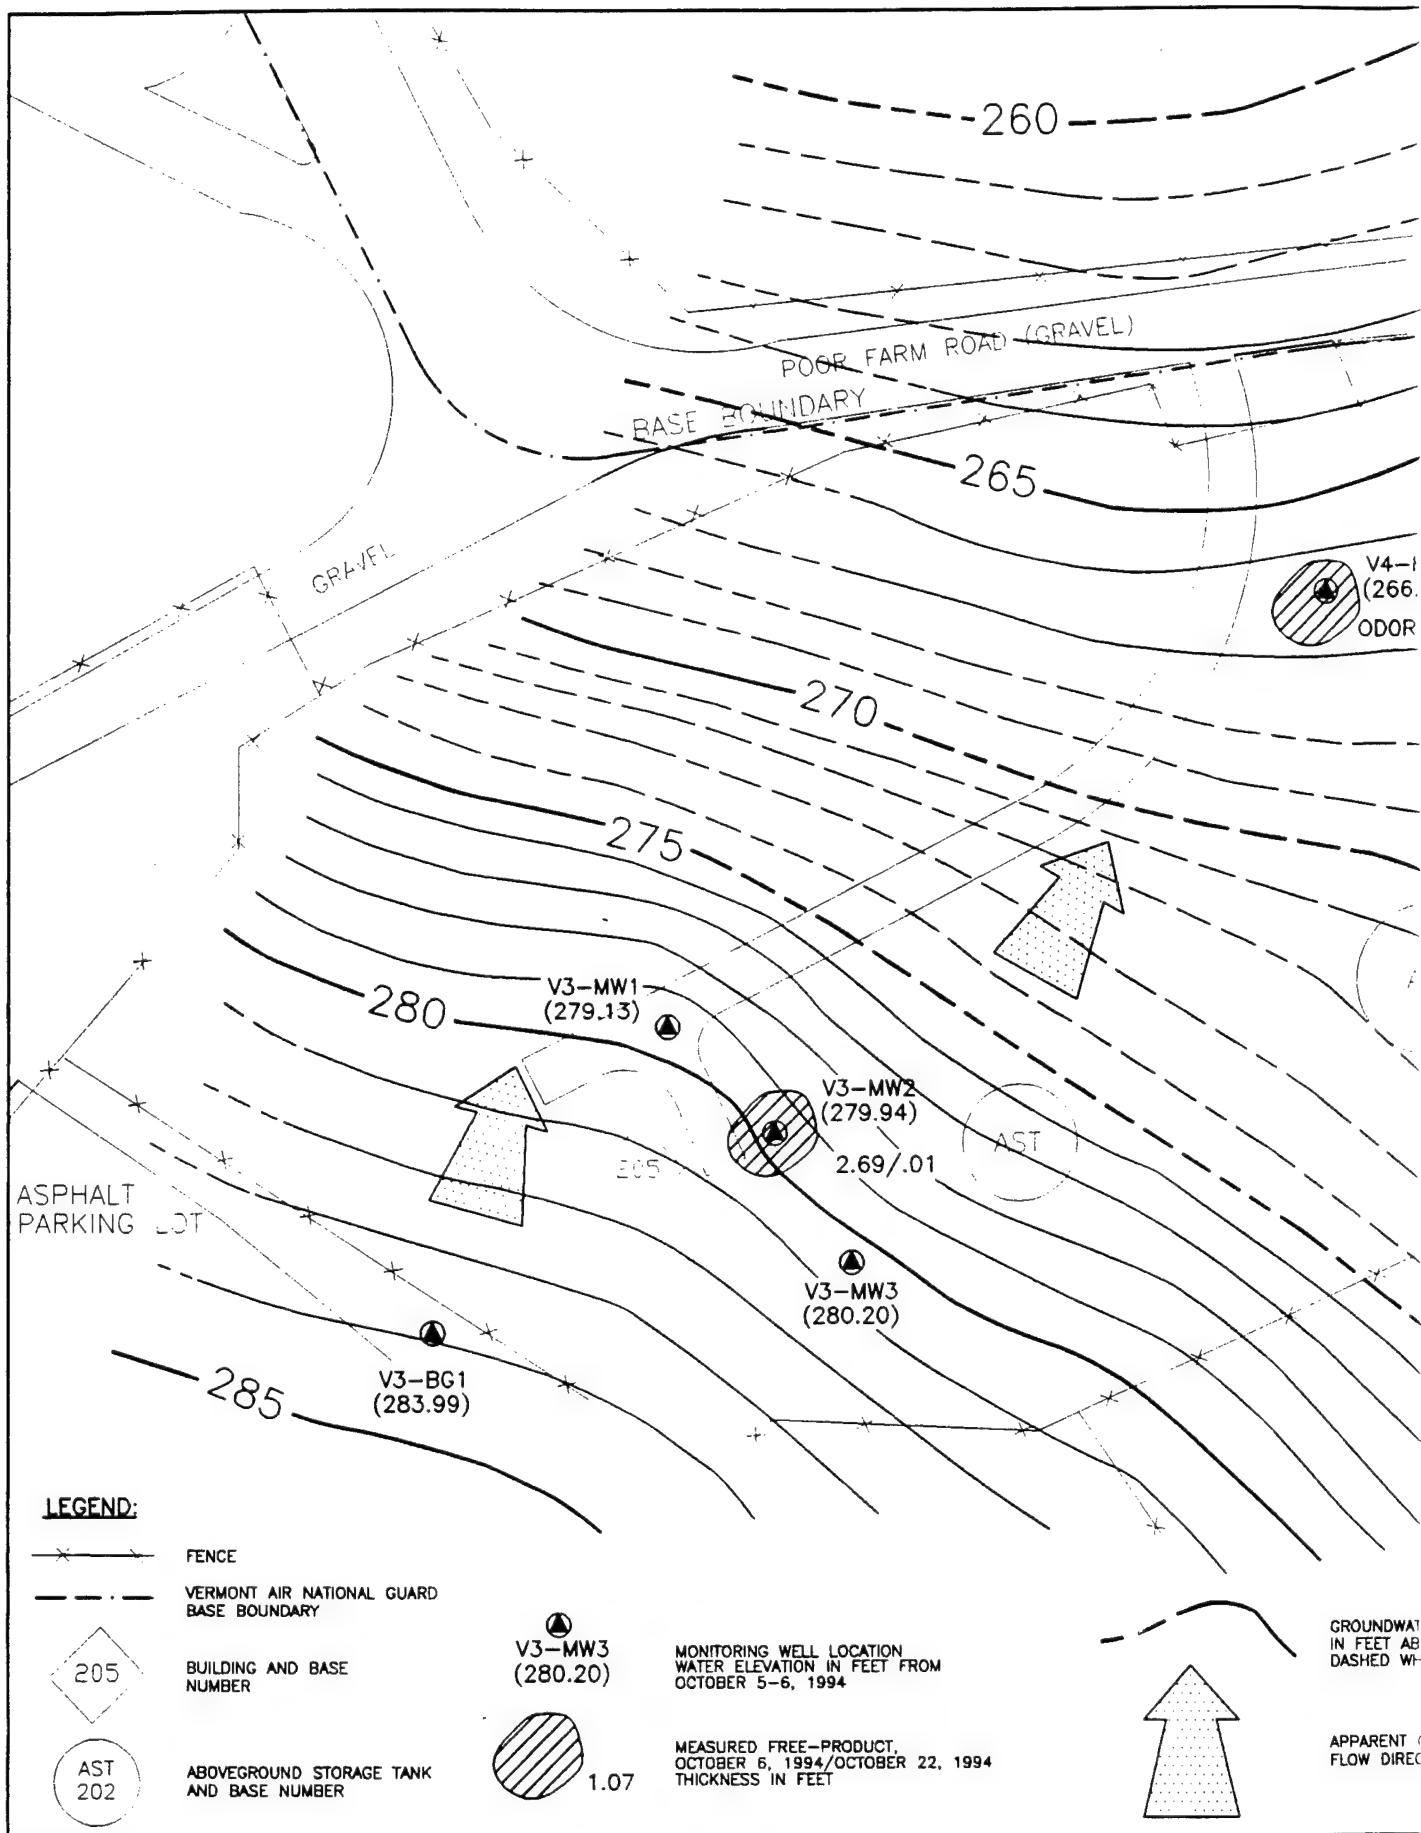 260
POOR FARM ROAD (GRAVEL)
BASE BOUNDARY
265
GRAVEL
V4-
(266.
ODOR
270
275
V3-MW1
(279.13)
280
V3-MW2
(279.94)
2.69/.01
AST
205
ASPHALT
PARKING LOT
V3-MW3
(280.20)
V3-BG1
(283.99)
285
LEGEND:
FENCE
VERMONT AIR NATIONAL GUARD
BASE BOUNDARY
205
BUILDING AND BASE
NUMBER
AST
202
ABOVEGROUND STORAGE TANK
AND BASE NUMBER
V3-MW3
(280.20)
MONITORING WELL LOCATION
WATER ELEVATION IN FEET FROM
OCTOBER 5-6, 1994
1.07
MEASURED FREE-PRODUCT,
OCTOBER 6, 1994/OCTOBER 22, 1994
THICKNESS IN FEET
GROUNDWAT
IN FEET AB
DASHED WH
APPARENT
FLOW DIREC